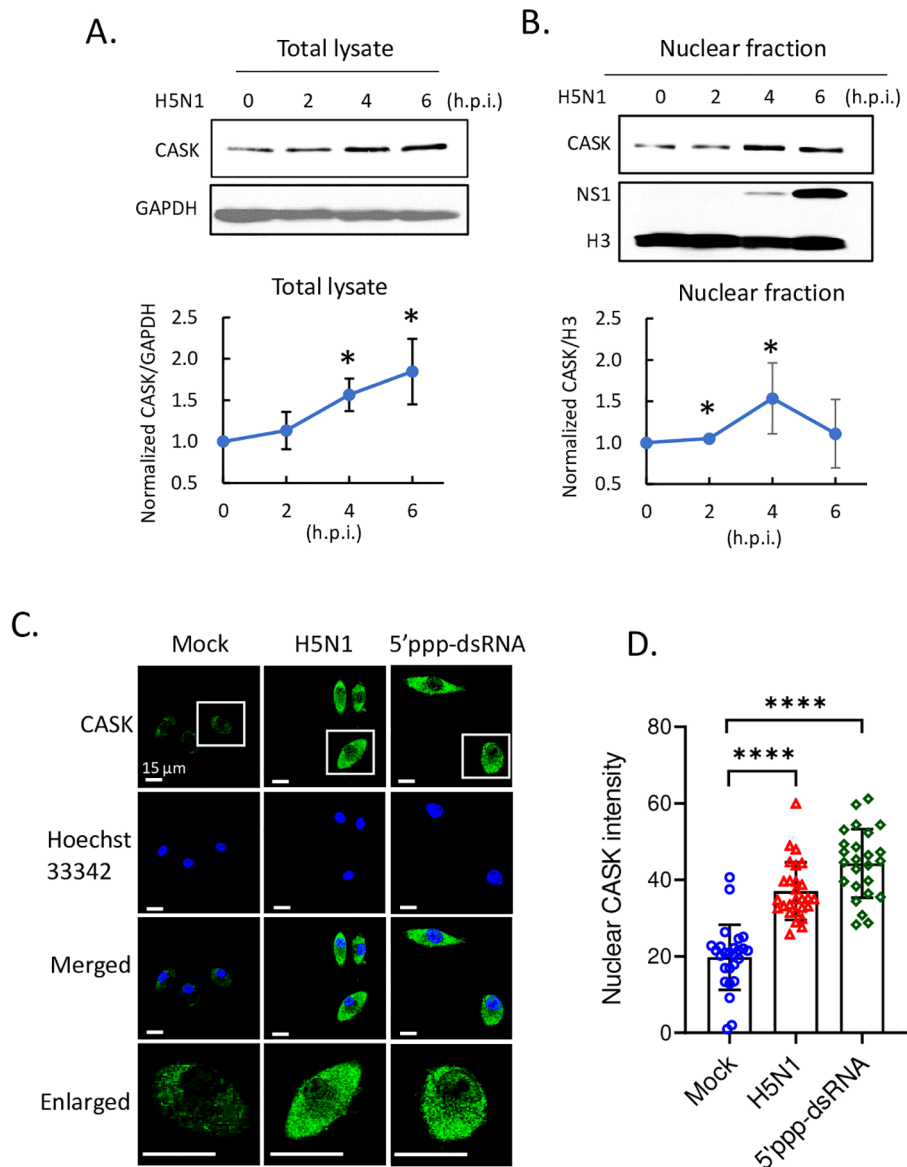 A.
Total lysate
H5N1 0 2 4 6 (h.p.i.)
CASK
GAPDH
Total lysate
Normalized CASK/GAPDH
2.5
2.0
1.5
1.0
0.5
* *
0 2 4 6
(h.p.i.)
B.
Nuclear fraction
H5N1 0 2 4 6 (h.p.i.)
CASK
NS1
H3
Nuclear fraction
Normalized CASK/H3
2.5
2.0
1.5
1.0
0.5
* *
0 2 4 6
(h.p.i.)
C.
Mock H5N1 5'ppp-dsRNA
CASK
15 µm
Hoechst
33342
Merged
Enlarged
D.
Nuclear CASK intensity
80
60
40
20
0
****
****
Mock
H5N1
5'ppp-dsRNA